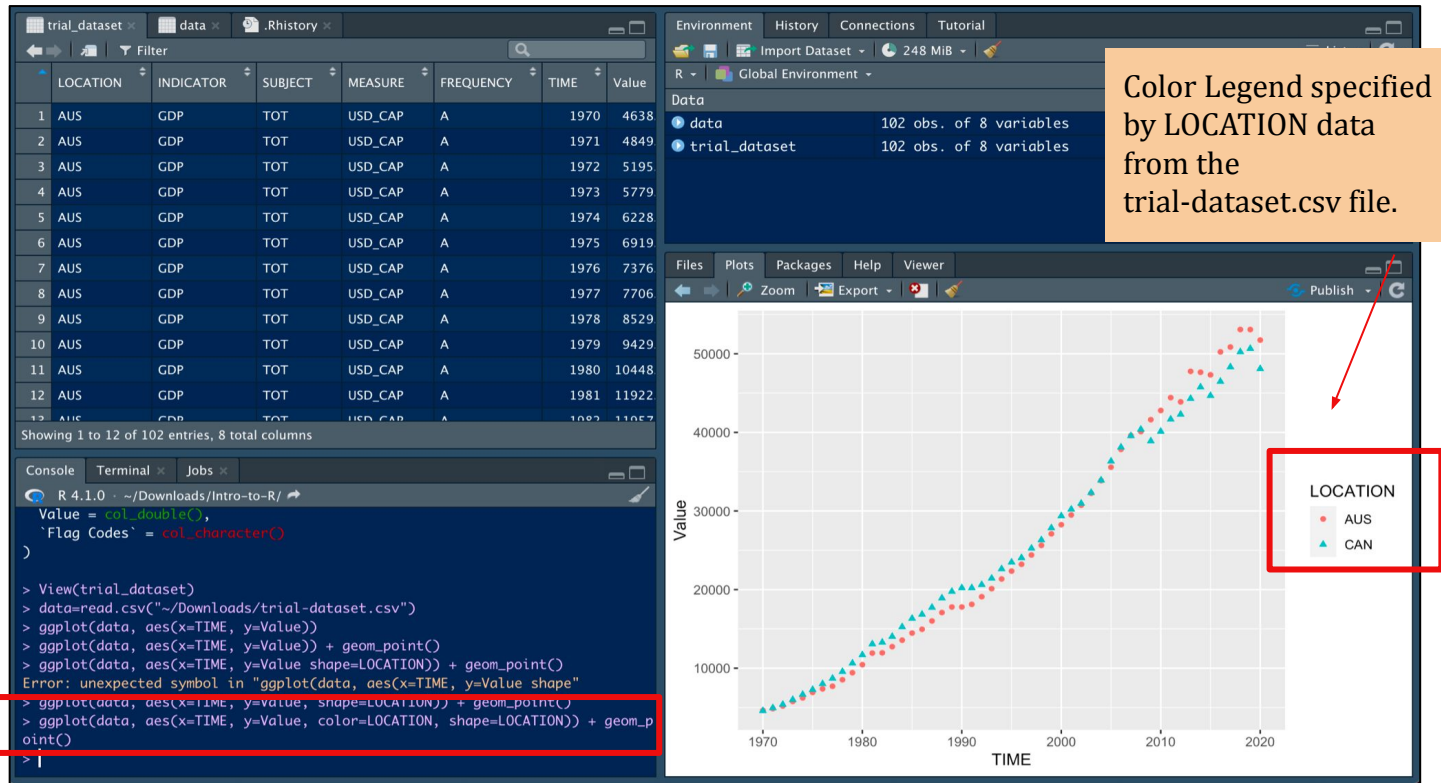 trial_dataset × data × .Rhistory ×
Filter
LOCATION INDICATOR SUBJECT MEASURE FREQUENCY TIME Value
1 AUS GDP TOT USD_CAP A 1970 4638.
2 AUS GDP TOT USD_CAP A 1971 4849.
3 AUS GDP TOT USD_CAP A 1972 5195.
4 AUS GDP TOT USD_CAP A 1973 5779.
5 AUS GDP TOT USD_CAP A 1974 6228.
6 AUS GDP TOT USD_CAP A 1975 6919.
7 AUS GDP TOT USD_CAP A 1976 7376.
8 AUS GDP TOT USD_CAP A 1977 7706.
9 AUS GDP TOT USD_CAP A 1978 8529.
10 AUS GDP TOT USD_CAP A 1979 9429.
11 AUS GDP TOT USD_CAP A 1980 10448.
12 AUS GDP TOT USD_CAP A 1981 11922.
Showing 1 to 12 of 102 entries, 8 total columns
Console Terminal × Jobs ×
R 4.1.0 · ~/Downloads/Intro-to-R/
Value = col_double(),
`Flag Codes` = col_character()
)
> View(trial_dataset)
> data=read.csv("~/Downloads/trial-dataset.csv")
> ggplot(data, aes(x=TIME, y=Value))
> ggplot(data, aes(x=TIME, y=Value)) + geom_point()
> ggplot(data, aes(x=TIME, y=Value shape=LOCATION)) + geom_point()
Error: unexpected symbol in "ggplot(data, aes(x=TIME, y=Value shape"
> ggplot(data, aes(x=TIME, y=Value, shape=LOCATION)) + geom_point()
> ggplot(data, aes(x=TIME, y=Value, color=LOCATION, shape=LOCATION)) + geom_p
oint()
>
Environment History Connections Tutorial
Import Dataset 248 MiB
R Global Environment
Data
data 102 obs. of 8 variables
trial_dataset 102 obs. of 8 variables
Color Legend specified
by LOCATION data
from the
trial-dataset.csv file.
Files Plots Packages Help Viewer
Zoom Export Publish
50000
40000
30000
20000
10000
Value
1970 1980 1990 2000 2010 2020
TIME
LOCATION
AUS
CAN